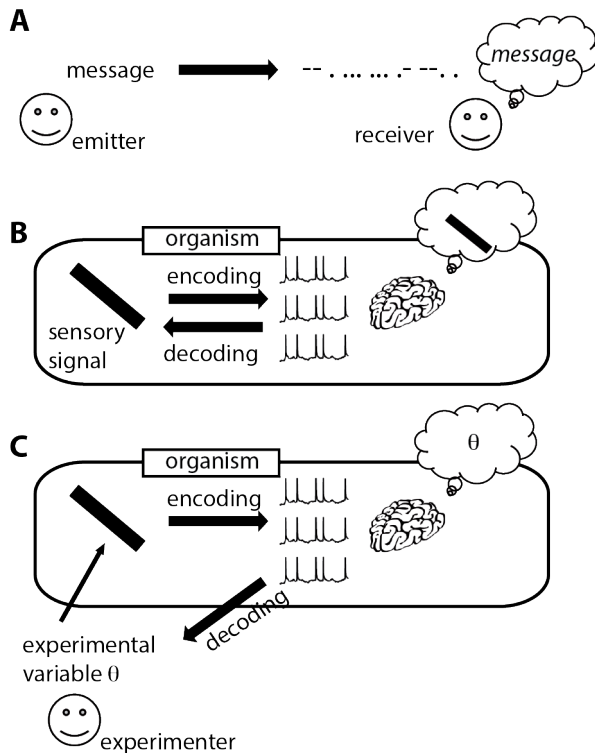 A
message
-- . ... ... .- --. .
message
emitter
receiver
B
organism
encoding
sensory
signal
decoding
C
θ
organism
encoding
decoding
experimental
variable θ
experimenter